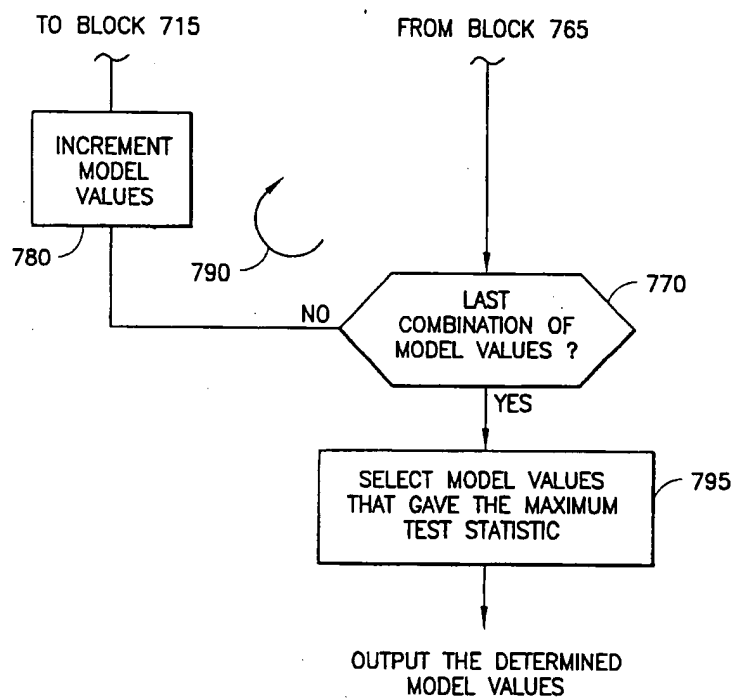 TO BLOCK 715
FROM BLOCK 765
INCREMENT
MODEL
VALUES
780
790
770
LAST
COMBINATION OF
MODEL VALUES ?
NO
YES
SELECT MODEL VALUES
THAT GAVE THE MAXIMUM
TEST STATISTIC
795
OUTPUT THE DETERMINED
MODEL VALUES